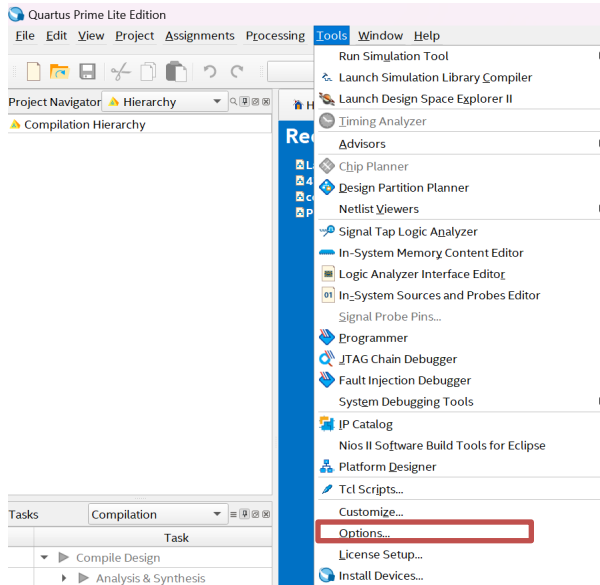 Quartus Prime Lite Edition
File Edit View Project Assignments Processing Tools Window Help
Project Navigator Hierarchy
Compilation Hierarchy
Run Simulation Tool
Launch Simulation Library Compiler
Launch Design Space Explorer II
Timing Analyzer
Advisors
Chip Planner
Design Partition Planner
Netlist Viewers
Signal Tap Logic Analyzer
In-System Memory Content Editor
Logic Analyzer Interface Editor
In-System Sources and Probes Editor
Signal Probe Pins...
Programmer
JTAG Chain Debugger
Fault Injection Debugger
System Debugging Tools
IP Catalog
Nios II Software Build Tools for Eclipse
Platform Designer
Tcl Scripts...
Customize...
Options...
License Setup...
Install Devices...
Tasks Compilation
Task
Compile Design
Analysis & Synthesis